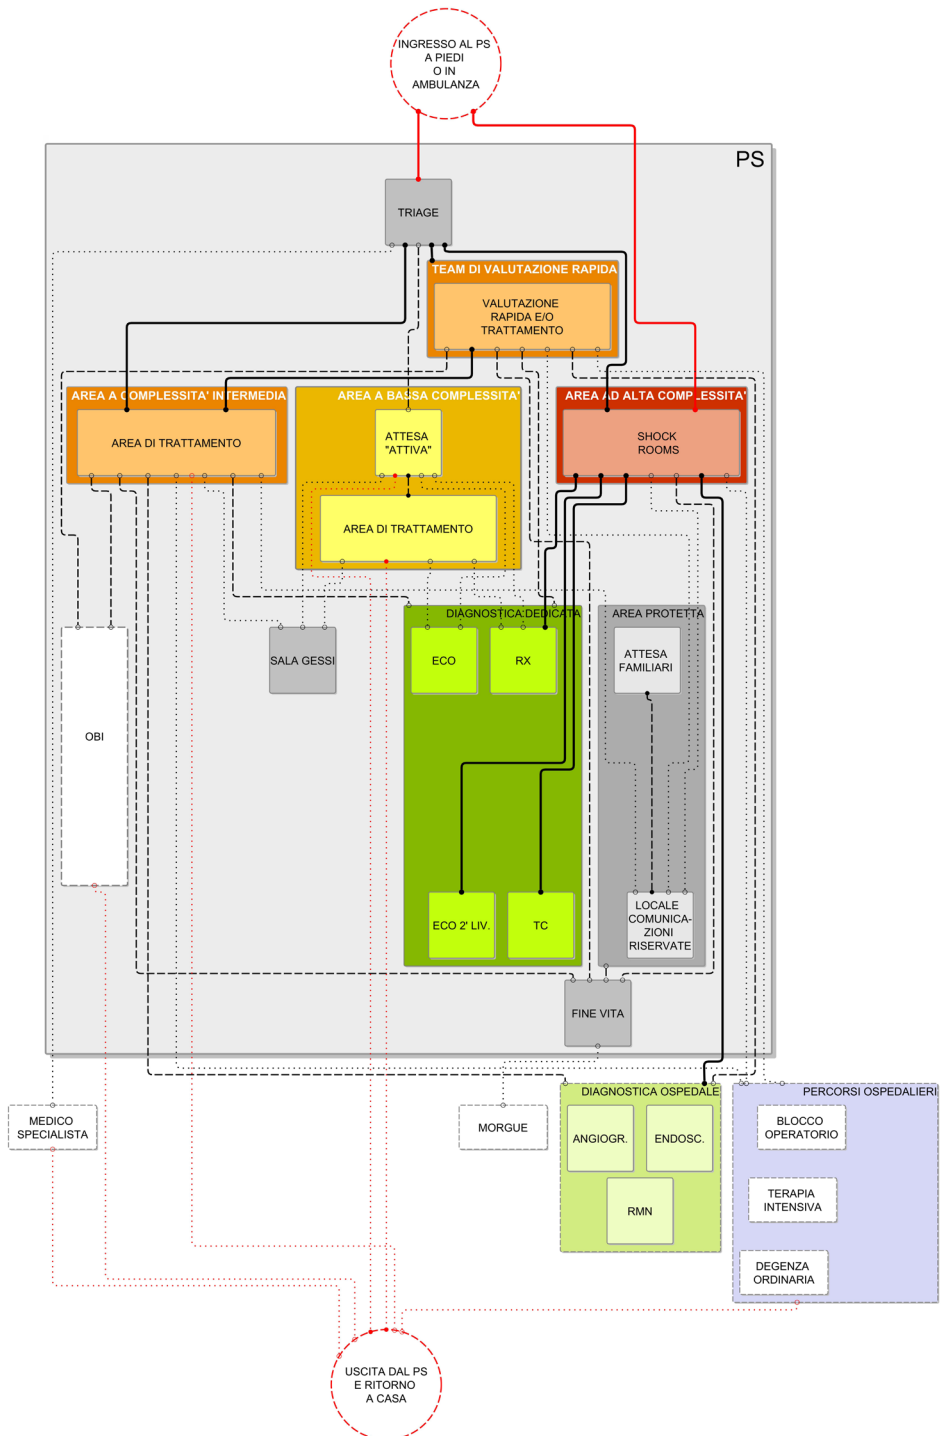 INGRESSO AL PS
A PIEDI
O IN
AMBULANZA
PS
TRIAGE
TEAM DI VALUTAZIONE RAPIDA
VALUTAZIONE
RAPIDA E/O
TRATTAMENTO
AREA A COMPLESSITA' INTERMEDIA
AREA DI TRATTAMENTO
AREA A BASSA COMPLESSITA'
ATTESA
"ATTIVA"
AREA DI TRATTAMENTO
AREA AD ALTA COMPLESSITA'
SHOCK
ROOMS
OBI
SALA GESSI
DIAGNOSTICA DEDICATA
ECO
RX
ECO 2' LIV.
TC
AREA PROTETTA
ATTESA
FAMILIARI
LOCALE
COMUNICA-
ZIONI
RISERVATE
FINE VITA
MEDICO
SPECIALISTA
MORGUE
DIAGNOSTICA OSPEDALE
ANGIOGR.
ENDOSC.
RMN
PERCORSI OSPEDALIERI
BLOCCO
OPERATORIO
TERAPIA
INTENSIVA
DEGENZA
ORDINARIA
USCITA DAL PS
E RITORNO
A CASA